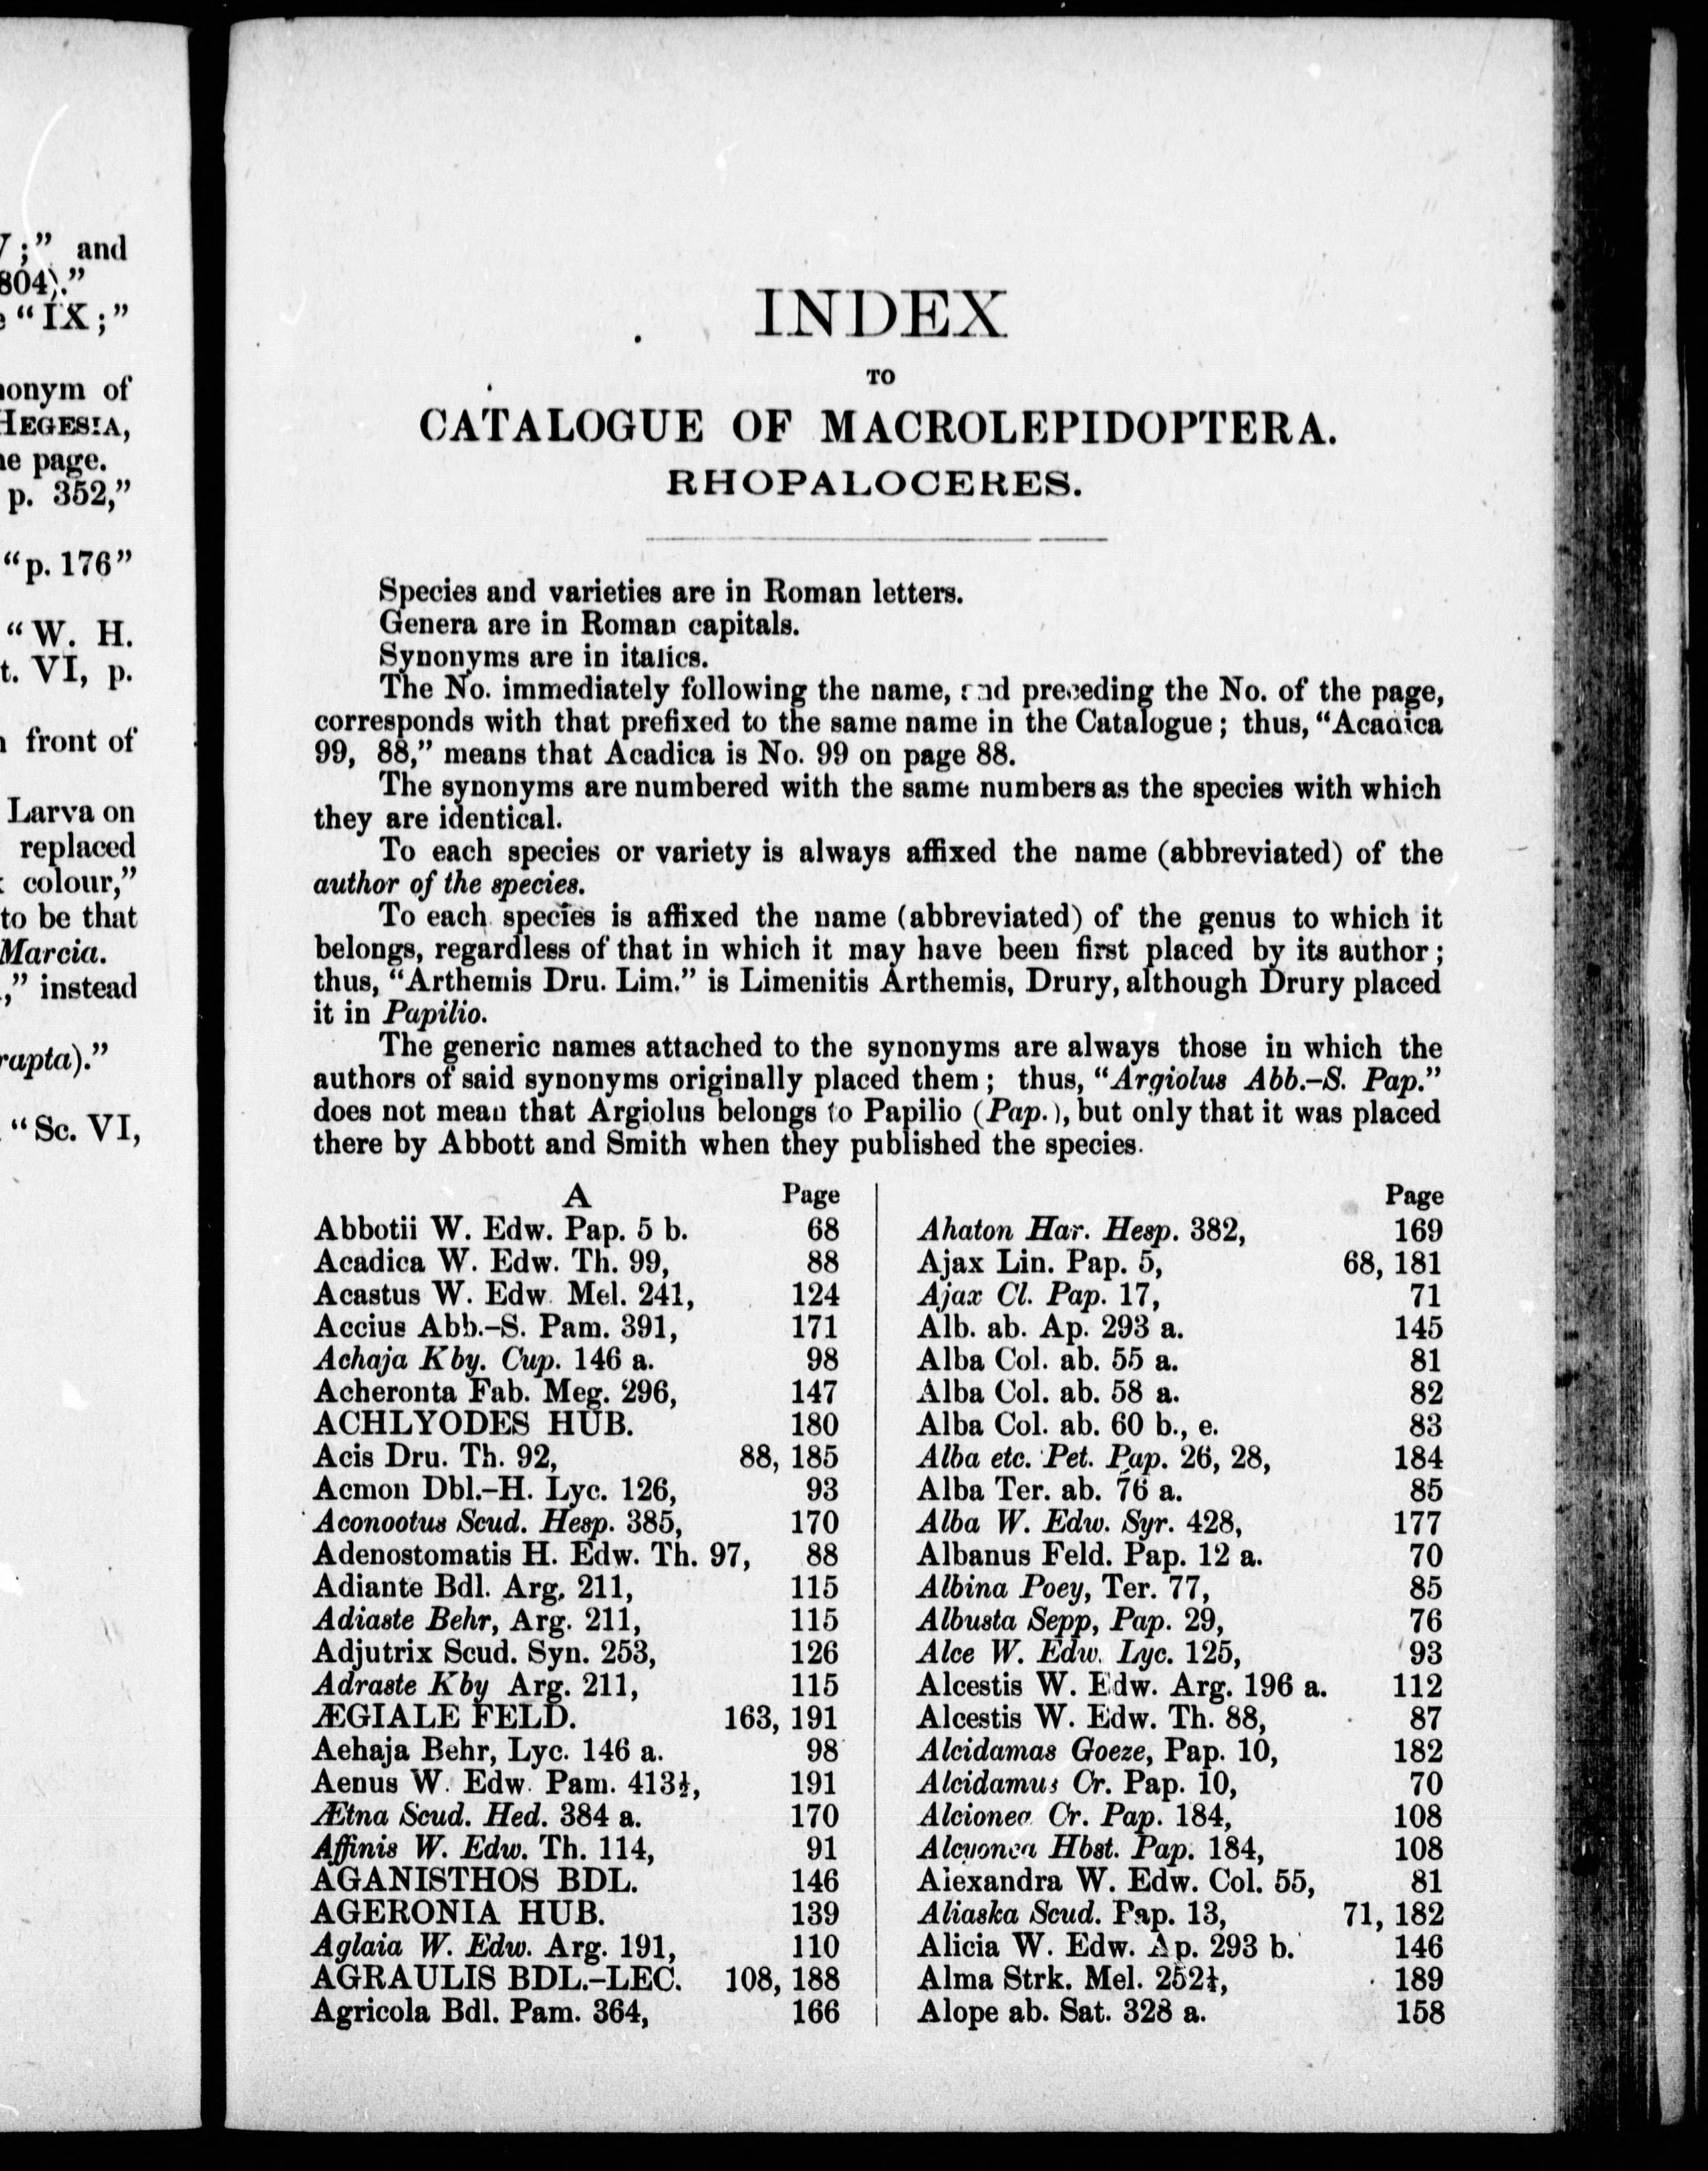 V;” and
804).”
“IX;”
onym of
HEGESIA,
page.
p. 352,”
“p. 176”
“W. H.
t. VI, p.
front of
Larva on
replaced
colour,”
to be that
Marcia.
,” instead
rapta).”
“Sc. VI,
INDEX
TO
CATALOGUE OF MACROLEPIDOPTERA.
RHOPALOCERES.
Species and varieties are in Roman letters.
Genera are in Roman capitals.
Synonyms are in italics.
The No. immediately following the name, and preceding the No. of the page,
corresponds with that prefixed to the same name in the Catalogue; thus, “Acadica
99, 88,” means that Acadica is No. 99 on page 88.
The synonyms are numbered with the same numbers as the species with which
they are identical.
To each species or variety is always affixed the name (abbreviated) of the
author of the species.
To each species is affixed the name (abbreviated) of the genus to which it
belongs, regardless of that in which it may have been first placed by its author;
thus, “Arthemis Dru. Lim.” is Limenitis Arthemis, Drury, although Drury placed
it in Papilio.
The generic names attached to the synonyms are always those in which the
authors of said synonyms originally placed them; thus, “Argiolus Abb.-S. Pap.”
does not mean that Argiolus belongs to Papilio (Pap.), but only that it was placed
there by Abbott and Smith when they published the species.
A Page
Abbotii W. Edw. Pap. 5 b. 68
Acadica W. Edw. Th. 99, 88
Acastus W. Edw. Mel. 241, 124
Accius Abb.-S. Pam. 391, 171
Achaja Kby. Cup. 146 a. 98
Acheronta Fab. Meg. 296, 147
ACHLYODES HUB. 180
Acis Dru. Th. 92, 88, 185
Acmon Dbl.-H. Lyc. 126, 93
Aconootus Scud. Hesp. 385, 170
Adenostomatis H. Edw. Th. 97, 88
Adiante Bdl. Arg. 211, 115
Adiaste Behr, Arg. 211, 115
Adjutrix Scud. Syn. 253, 126
Adraste Kby Arg. 211, 115
ÆGIALE FELD. 163, 191
Aehaja Behr, Lyc. 146 a. 98
Aenus W. Edw. Pam. 413½, 191
Ætna Scud. Hed. 384 a. 170
Affinis W. Edw. Th. 114, 91
AGANISTHOS BDL. 146
AGERONIA HUB. 139
Aglaia W. Edw. Arg. 191, 110
AGRAULIS BDL.-LEC. 108, 188
Agricola Bdl. Pam. 364, 166
Page
Ahaton Har. Hesp. 382, 169
Ajax Lin. Pap. 5, 68, 181
Ajax Cl. Pap. 17, 71
Alb. ab. Ap. 293 a. 145
Alba Col. ab. 55 a. 81
Alba Col. ab. 58 a. 82
Alba Col. ab. 60 b., e. 83
Alba etc. Pet. Pap. 26, 28, 184
Alba Ter. ab. 76 a. 85
Alba W. Edw. Syr. 428, 177
Albanus Feld. Pap. 12 a. 70
Albina Poey, Ter. 77, 85
Albusta Sepp, Pap. 29, 76
Alce W. Edw. Lyc. 125, 93
Alcestis W. Edw. Arg. 196 a. 112
Alcestis W. Edw. Th. 88, 87
Alcidamas Goeze, Pap. 10, 182
Alcidamus Cr. Pap. 10, 70
Alcionea Cr. Pap. 184, 108
Alcyonea Hbst. Pap. 184, 108
Alexandra W. Edw. Col. 55, 81
Aliaska Scud. Pap. 13, 71, 182
Alicia W. Edw. Ap. 293 b. 146
Alma Strk. Mel. 252½, 189
Alope ab. Sat. 328 a. 158